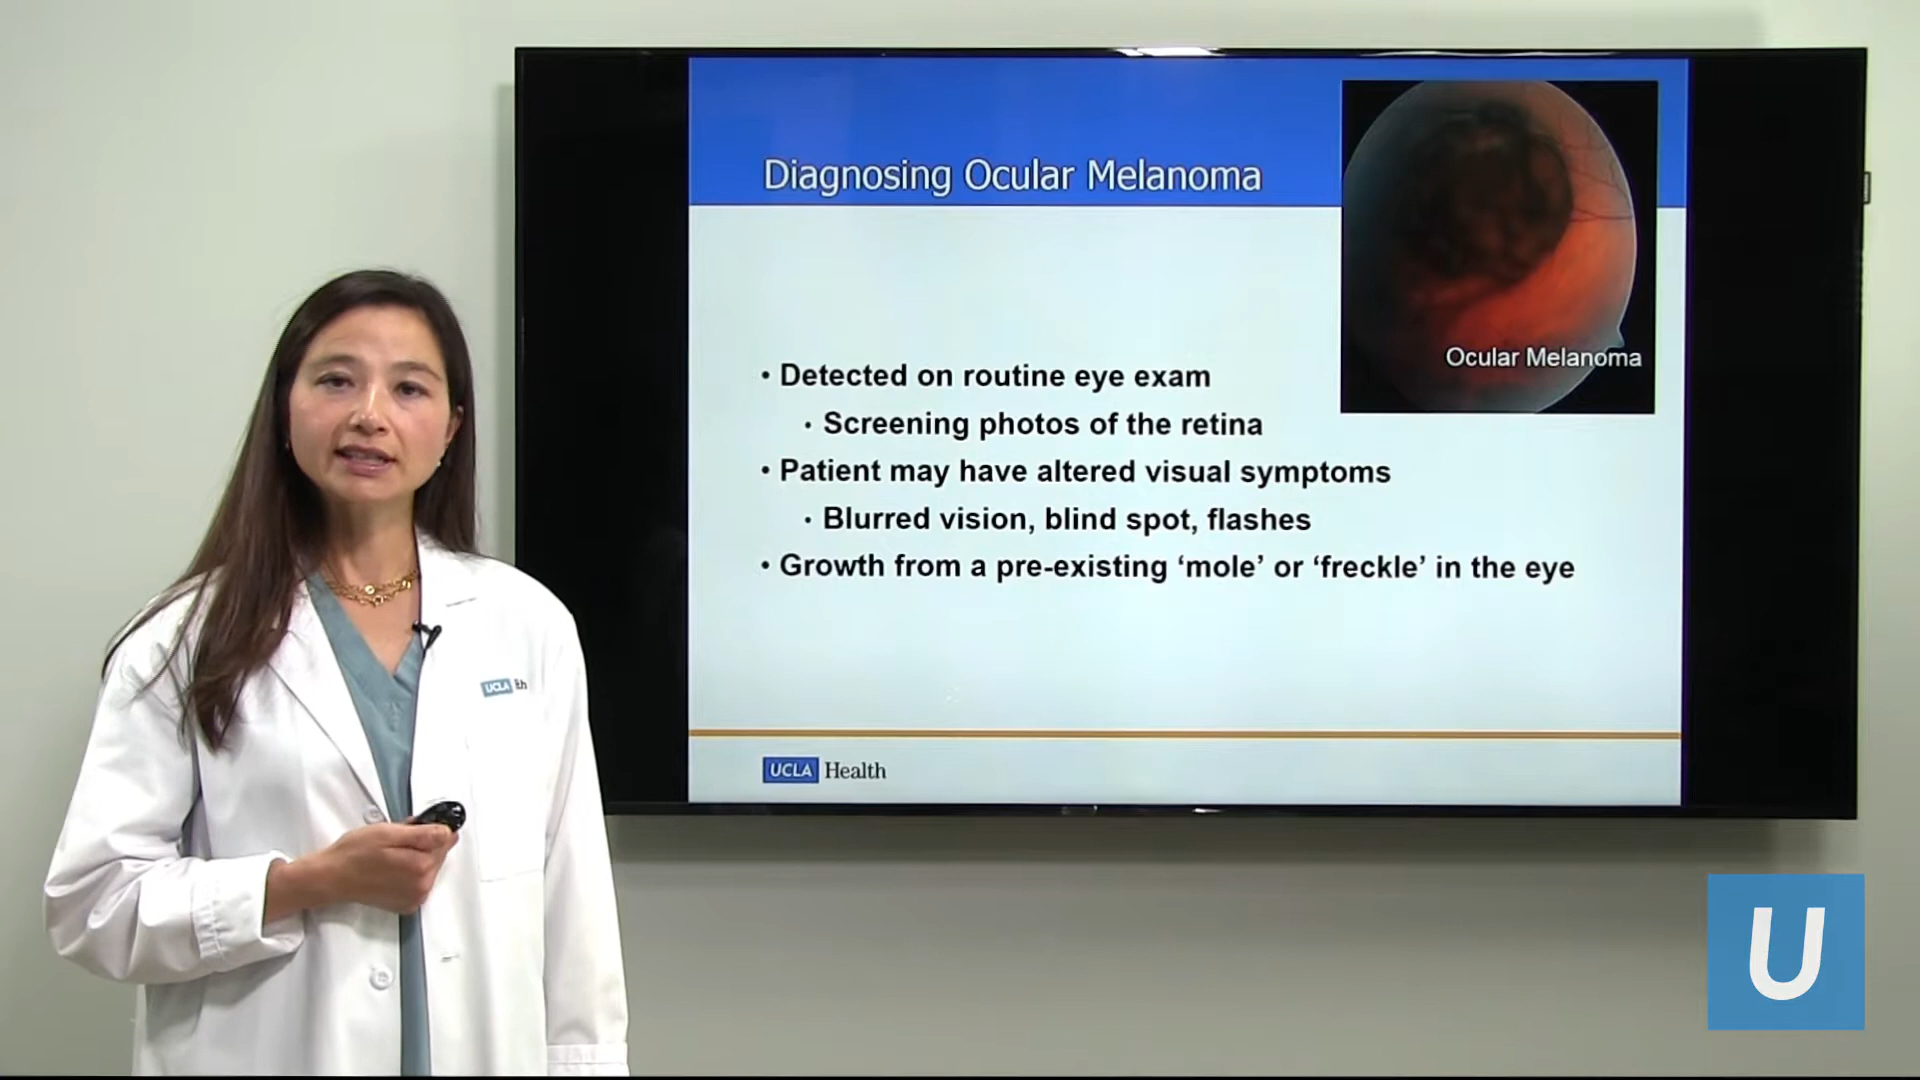 Diagnosing Ocular Melanoma
Ocular Melanoma
• Detected on routine eye exam
• Screening photos of the retina
• Patient may have altered visual symptoms
• Blurred vision, blind spot, flashes
• Growth from a pre-existing ‘mole’ or ‘freckle’ in the eye
UCLA Health
UCLA
U